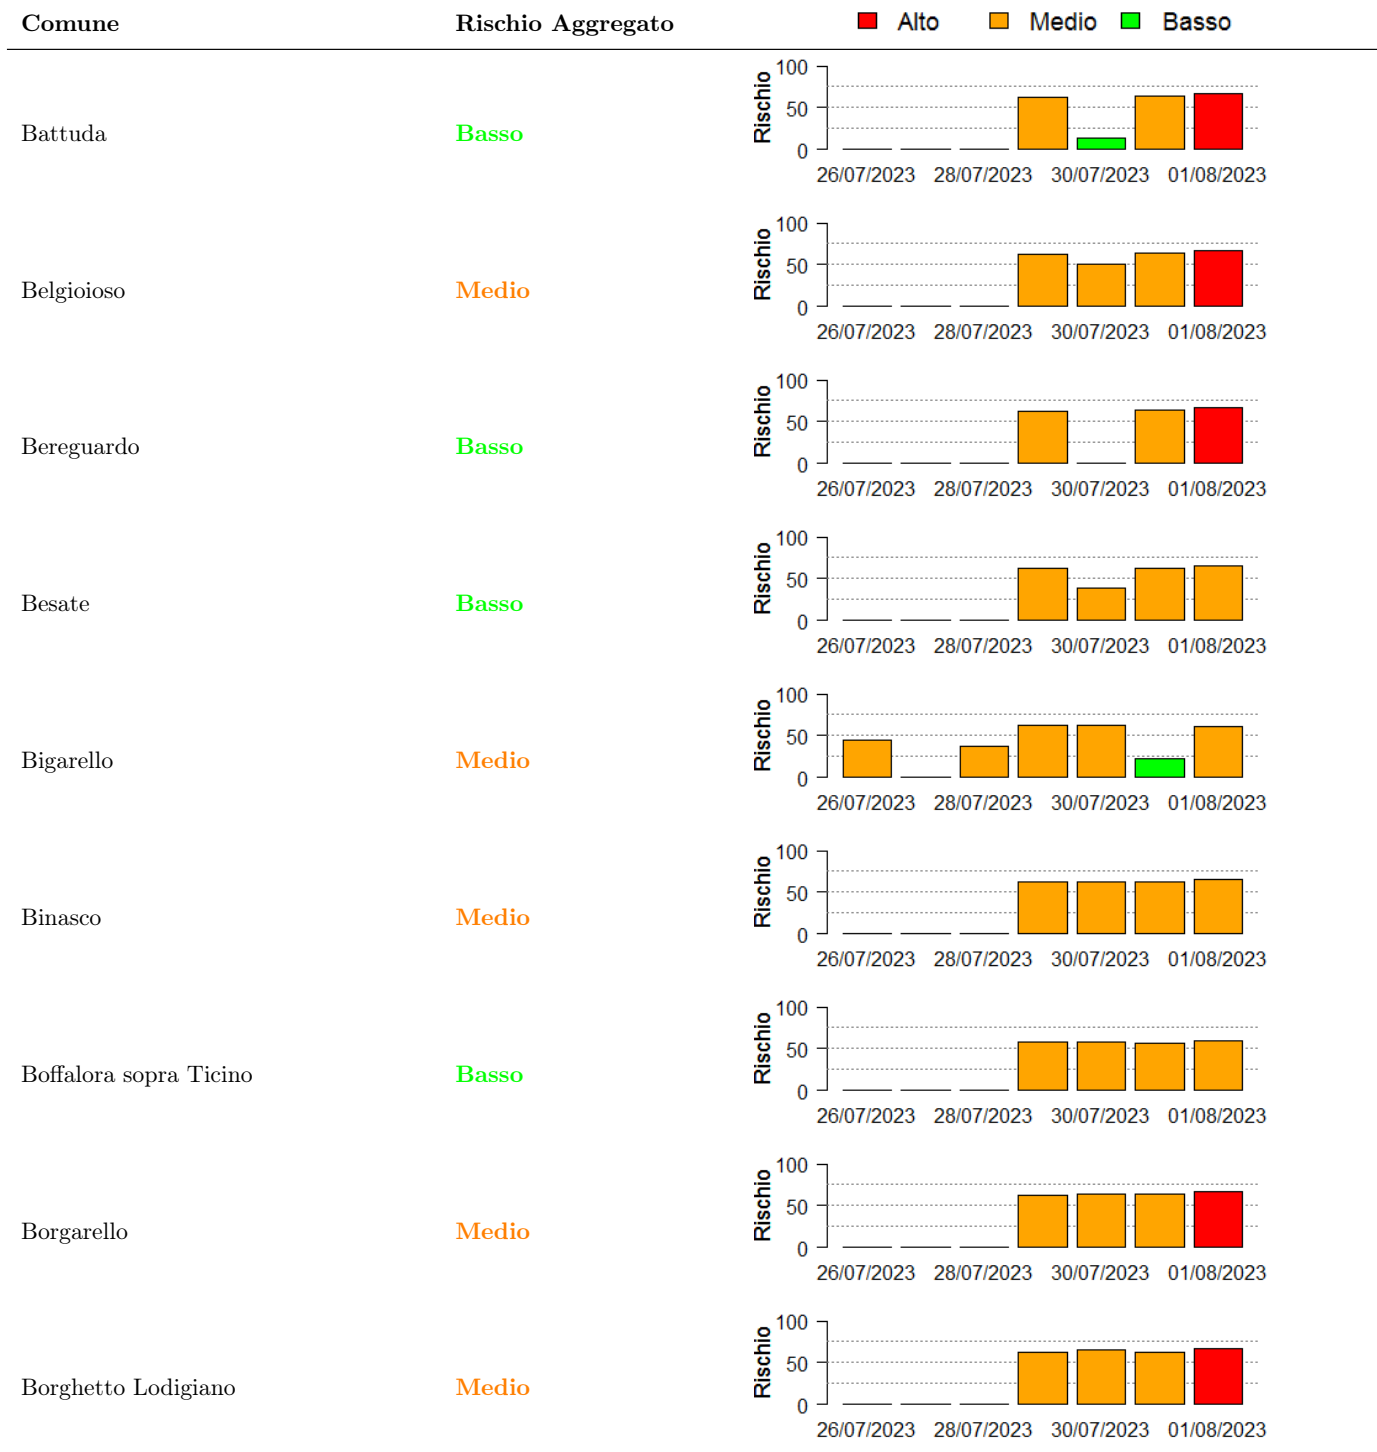 Comune Rischio Aggregato Alto Medio Basso
Battuda Basso
Rischio
100
50
0
26/07/2023 28/07/2023 30/07/2023 01/08/2023
Belgioioso Medio
Rischio
100
50
0
26/07/2023 28/07/2023 30/07/2023 01/08/2023
Bereguardo Basso
Rischio
100
50
0
26/07/2023 28/07/2023 30/07/2023 01/08/2023
Besate Basso
Rischio
100
50
0
26/07/2023 28/07/2023 30/07/2023 01/08/2023
Bigarello Medio
Rischio
100
50
0
26/07/2023 28/07/2023 30/07/2023 01/08/2023
Binasco Medio
Rischio
100
50
0
26/07/2023 28/07/2023 30/07/2023 01/08/2023
Boffalora sopra Ticino Basso
Rischio
100
50
0
26/07/2023 28/07/2023 30/07/2023 01/08/2023
Borgarello Medio
Rischio
100
50
0
26/07/2023 28/07/2023 30/07/2023 01/08/2023
Borghetto Lodigiano Medio
Rischio
100
50
0
26/07/2023 28/07/2023 30/07/2023 01/08/2023